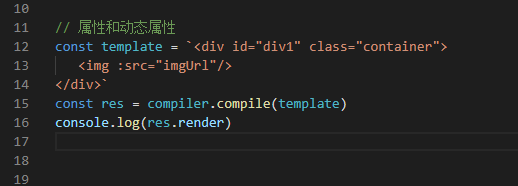 10
11 // 属性和动态属性
12 const template = `<div id="div1" class="container">
13 <img :src="imgUrl"/>
14 </div>`
15 const res = compiler.compile(template)
16 console.log(res.render)
17
18
19